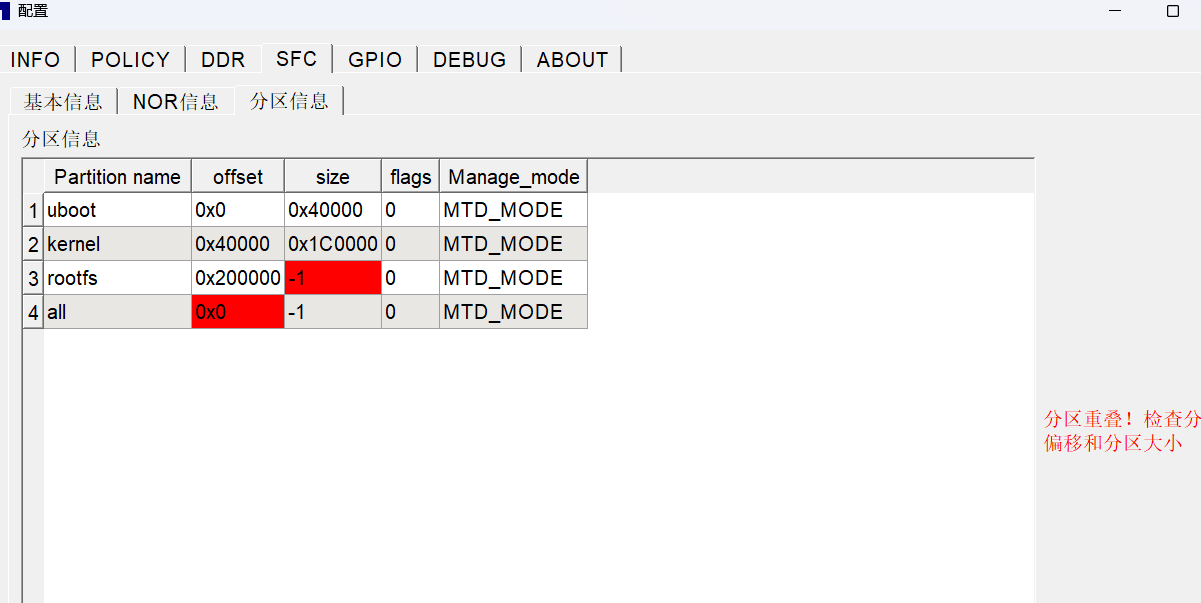 配置
INFO POLICY DDR SFC GPIO DEBUG ABOUT
基本信息 NOR信息 分区信息
分区信息
Partition name offset size flags Manage_mode
1 uboot 0x0 0x40000 0 MTD_MODE
2 kernel 0x40000 0x1C0000 0 MTD_MODE
3 rootfs 0x200000 -1 0 MTD_MODE
4 all 0x0 -1 0 MTD_MODE
分区重叠！检查分
偏移和分区大小